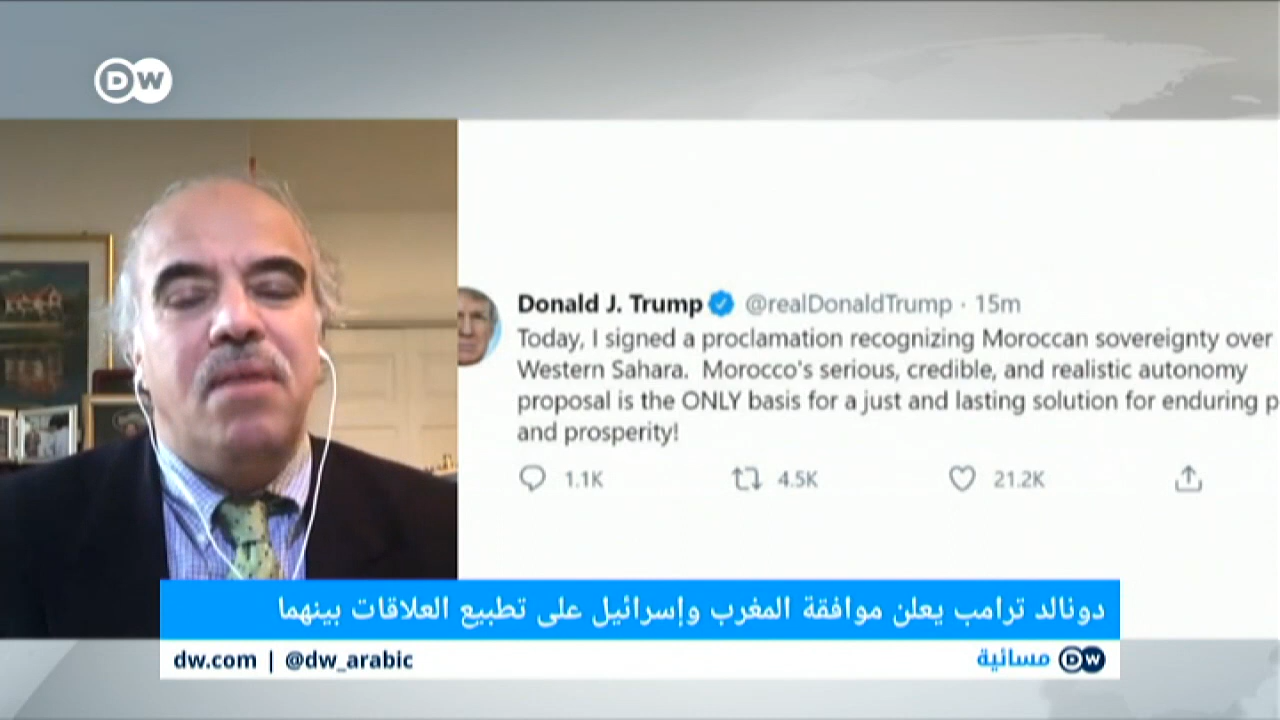 DW
Donald J. Trump @realDonaldTrump · 15m
Today, I signed a proclamation recognizing Moroccan sovereignty over
Western Sahara. Morocco's serious, credible, and realistic autonomy
proposal is the ONLY basis for a just and lasting solution for enduring p
and prosperity!
1.1K 4.5K 21.2K
دونالد ترامب يعلن موافقة المغرب وإسرائيل على تطبيع العلاقات بينهما
dw.com | @dw_arabic
DW مسائية